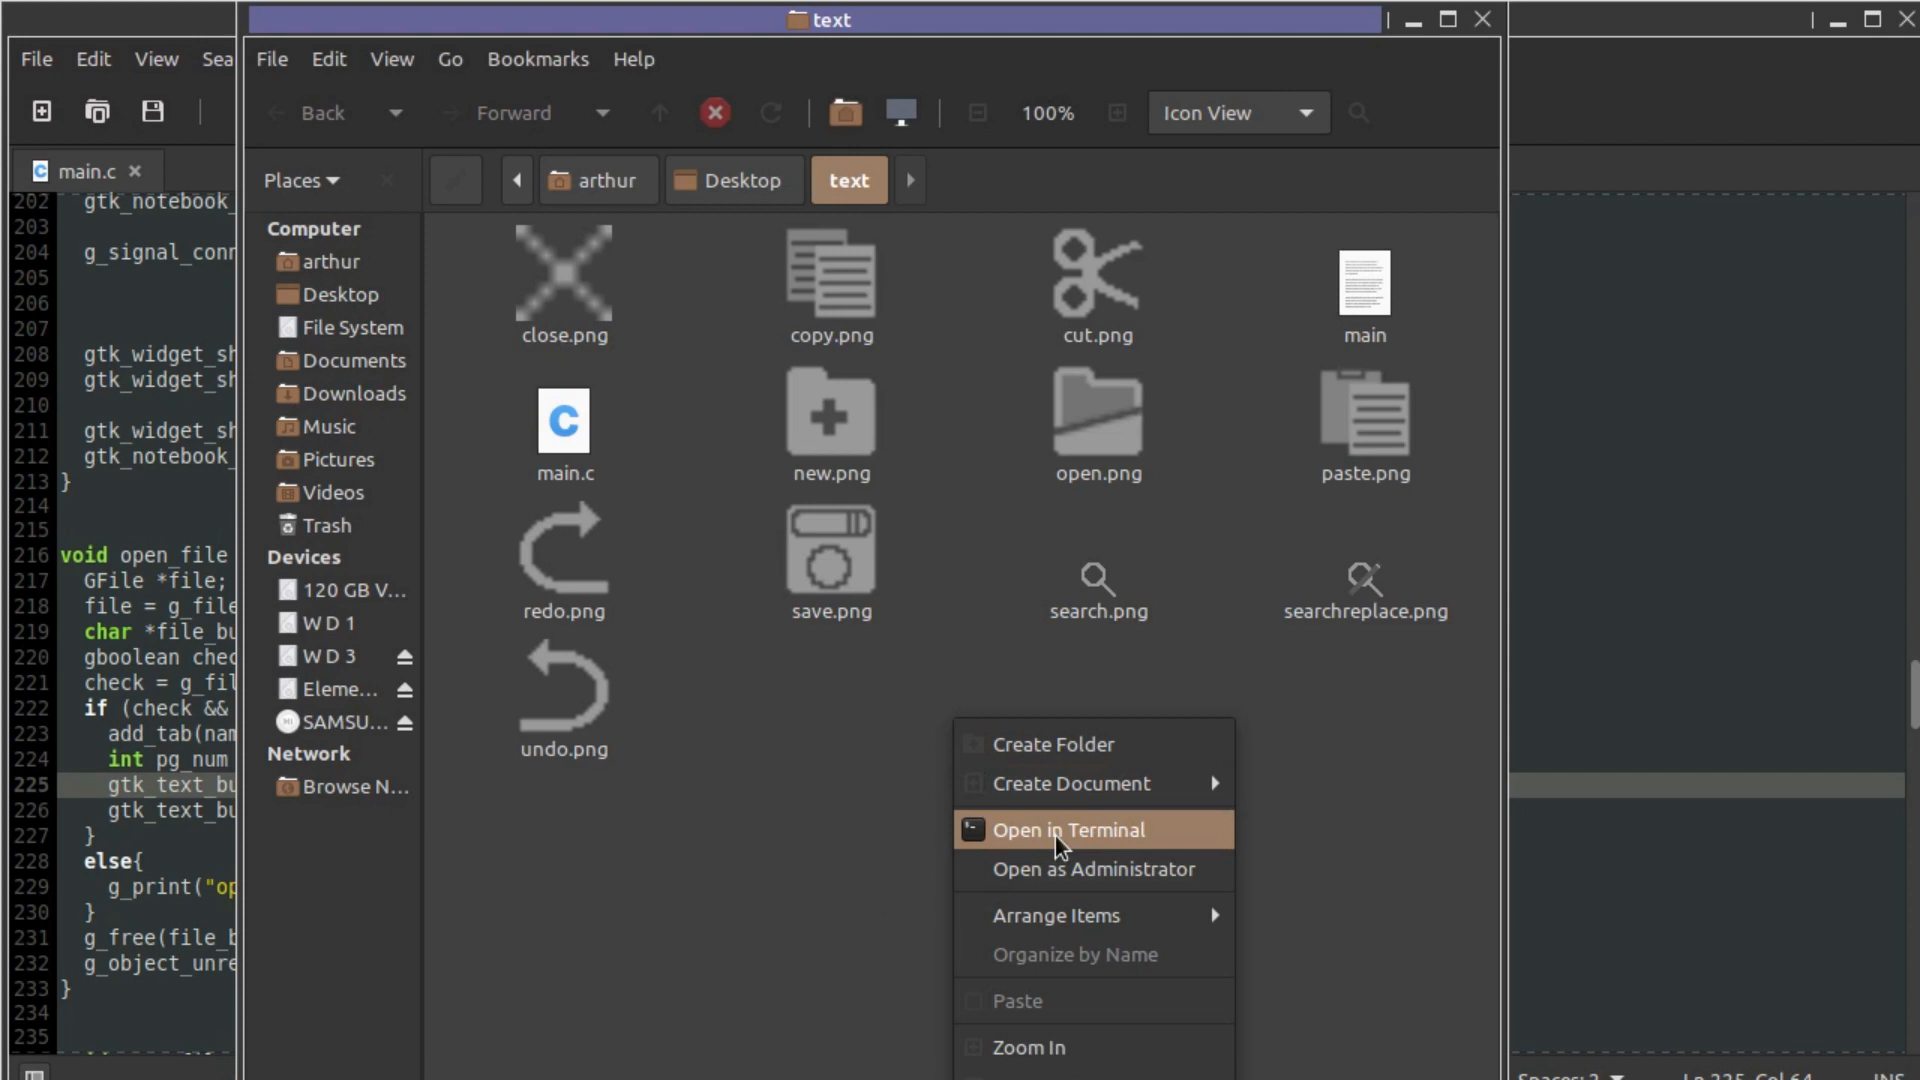 text
File Edit View Sea
File Edit View Go Bookmarks Help
Back Forward 100% Icon View
main.c
Places arthur Desktop text
202 gtk_notebook_
203
204 g_signal_conn
205
206
207
208 gtk_widget_sh
209 gtk_widget_sh
210
211 gtk_widget_sh
212 gtk_notebook_
213 }
214
215
216 void open_file
217 GFile *file;
218 file = g_file
219 char *file_bu
220 gboolean chec
221 check = g_fil
222 if (check &&
223 add_tab(nam
224 int pg_num
225 gtk_text_bu
226 gtk_text_bu
227 }
228 else{
229 g_print("op
230 }
231 g_free(file_b
232 g_object_unre
233 }
234
235
Computer
arthur
Desktop
File System
Documents
Downloads
Music
Pictures
Videos
Trash
Devices
120 GB V...
W D 1
W D 3
Eleme...
SAMSU...
Network
Browse N...
close.png copy.png cut.png main
main.c new.png open.png paste.png
redo.png save.png search.png searchreplace.png
undo.png
Create Folder
Create Document
Open in Terminal
Open as Administrator
Arrange Items
Organize by Name
Paste
Zoom In
Spaces: 2 Ln 225, Col 64 INS